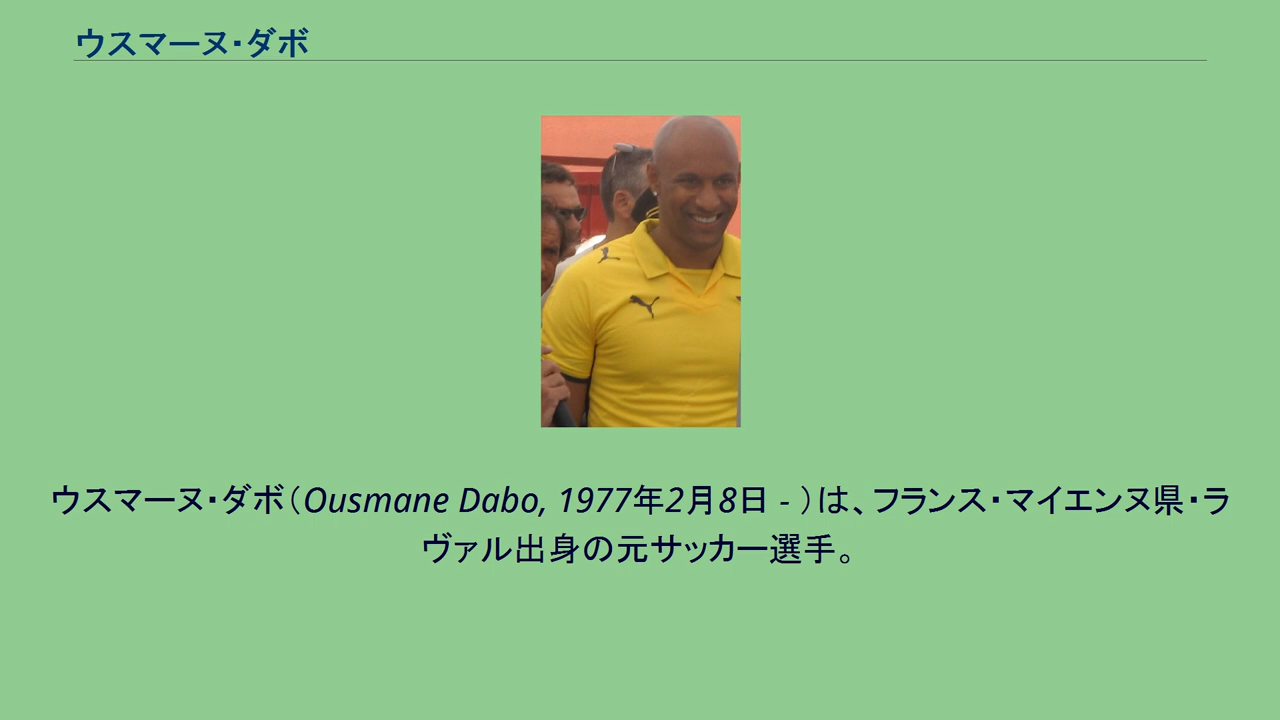 ウスマーヌ・ダボ
ウスマーヌ・ダボ（Ousmane Dabo, 1977年2月8日 - ）は、フランス・マイエンヌ県・ラ
ヴァル出身の元サッカー選手。